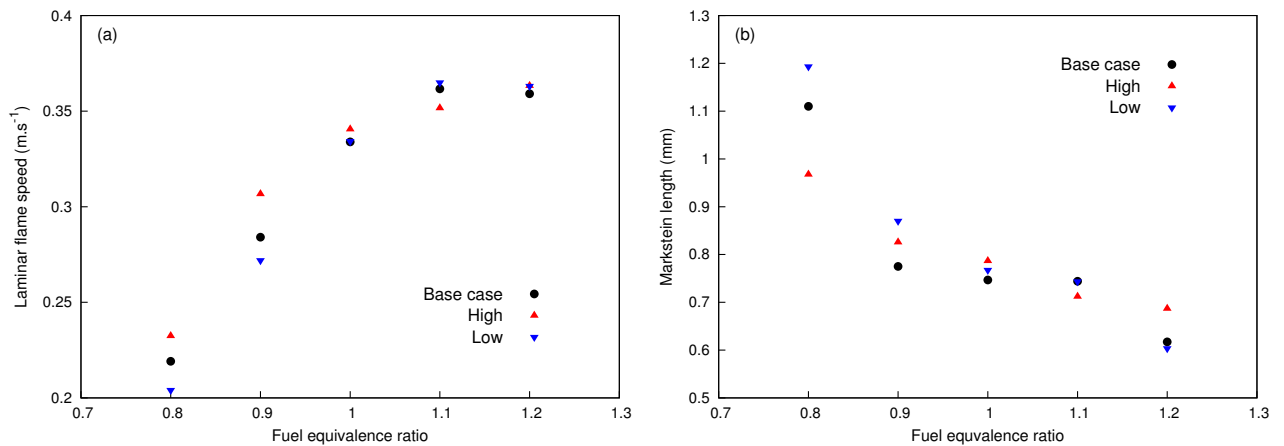 (a)
Laminar flame speed (m.s-1)
0.4
0.35
0.3
0.25
0.2
Base case
High
Low
0.7 0.8 0.9 1 1.1 1.2 1.3
Fuel equivalence ratio
(b)
Markstein length (mm)
1.3
1.2
1.1
1
0.9
0.8
0.7
0.6
0.5
Base case
High
Low
0.7 0.8 0.9 1 1.1 1.2 1.3
Fuel equvalence ratio